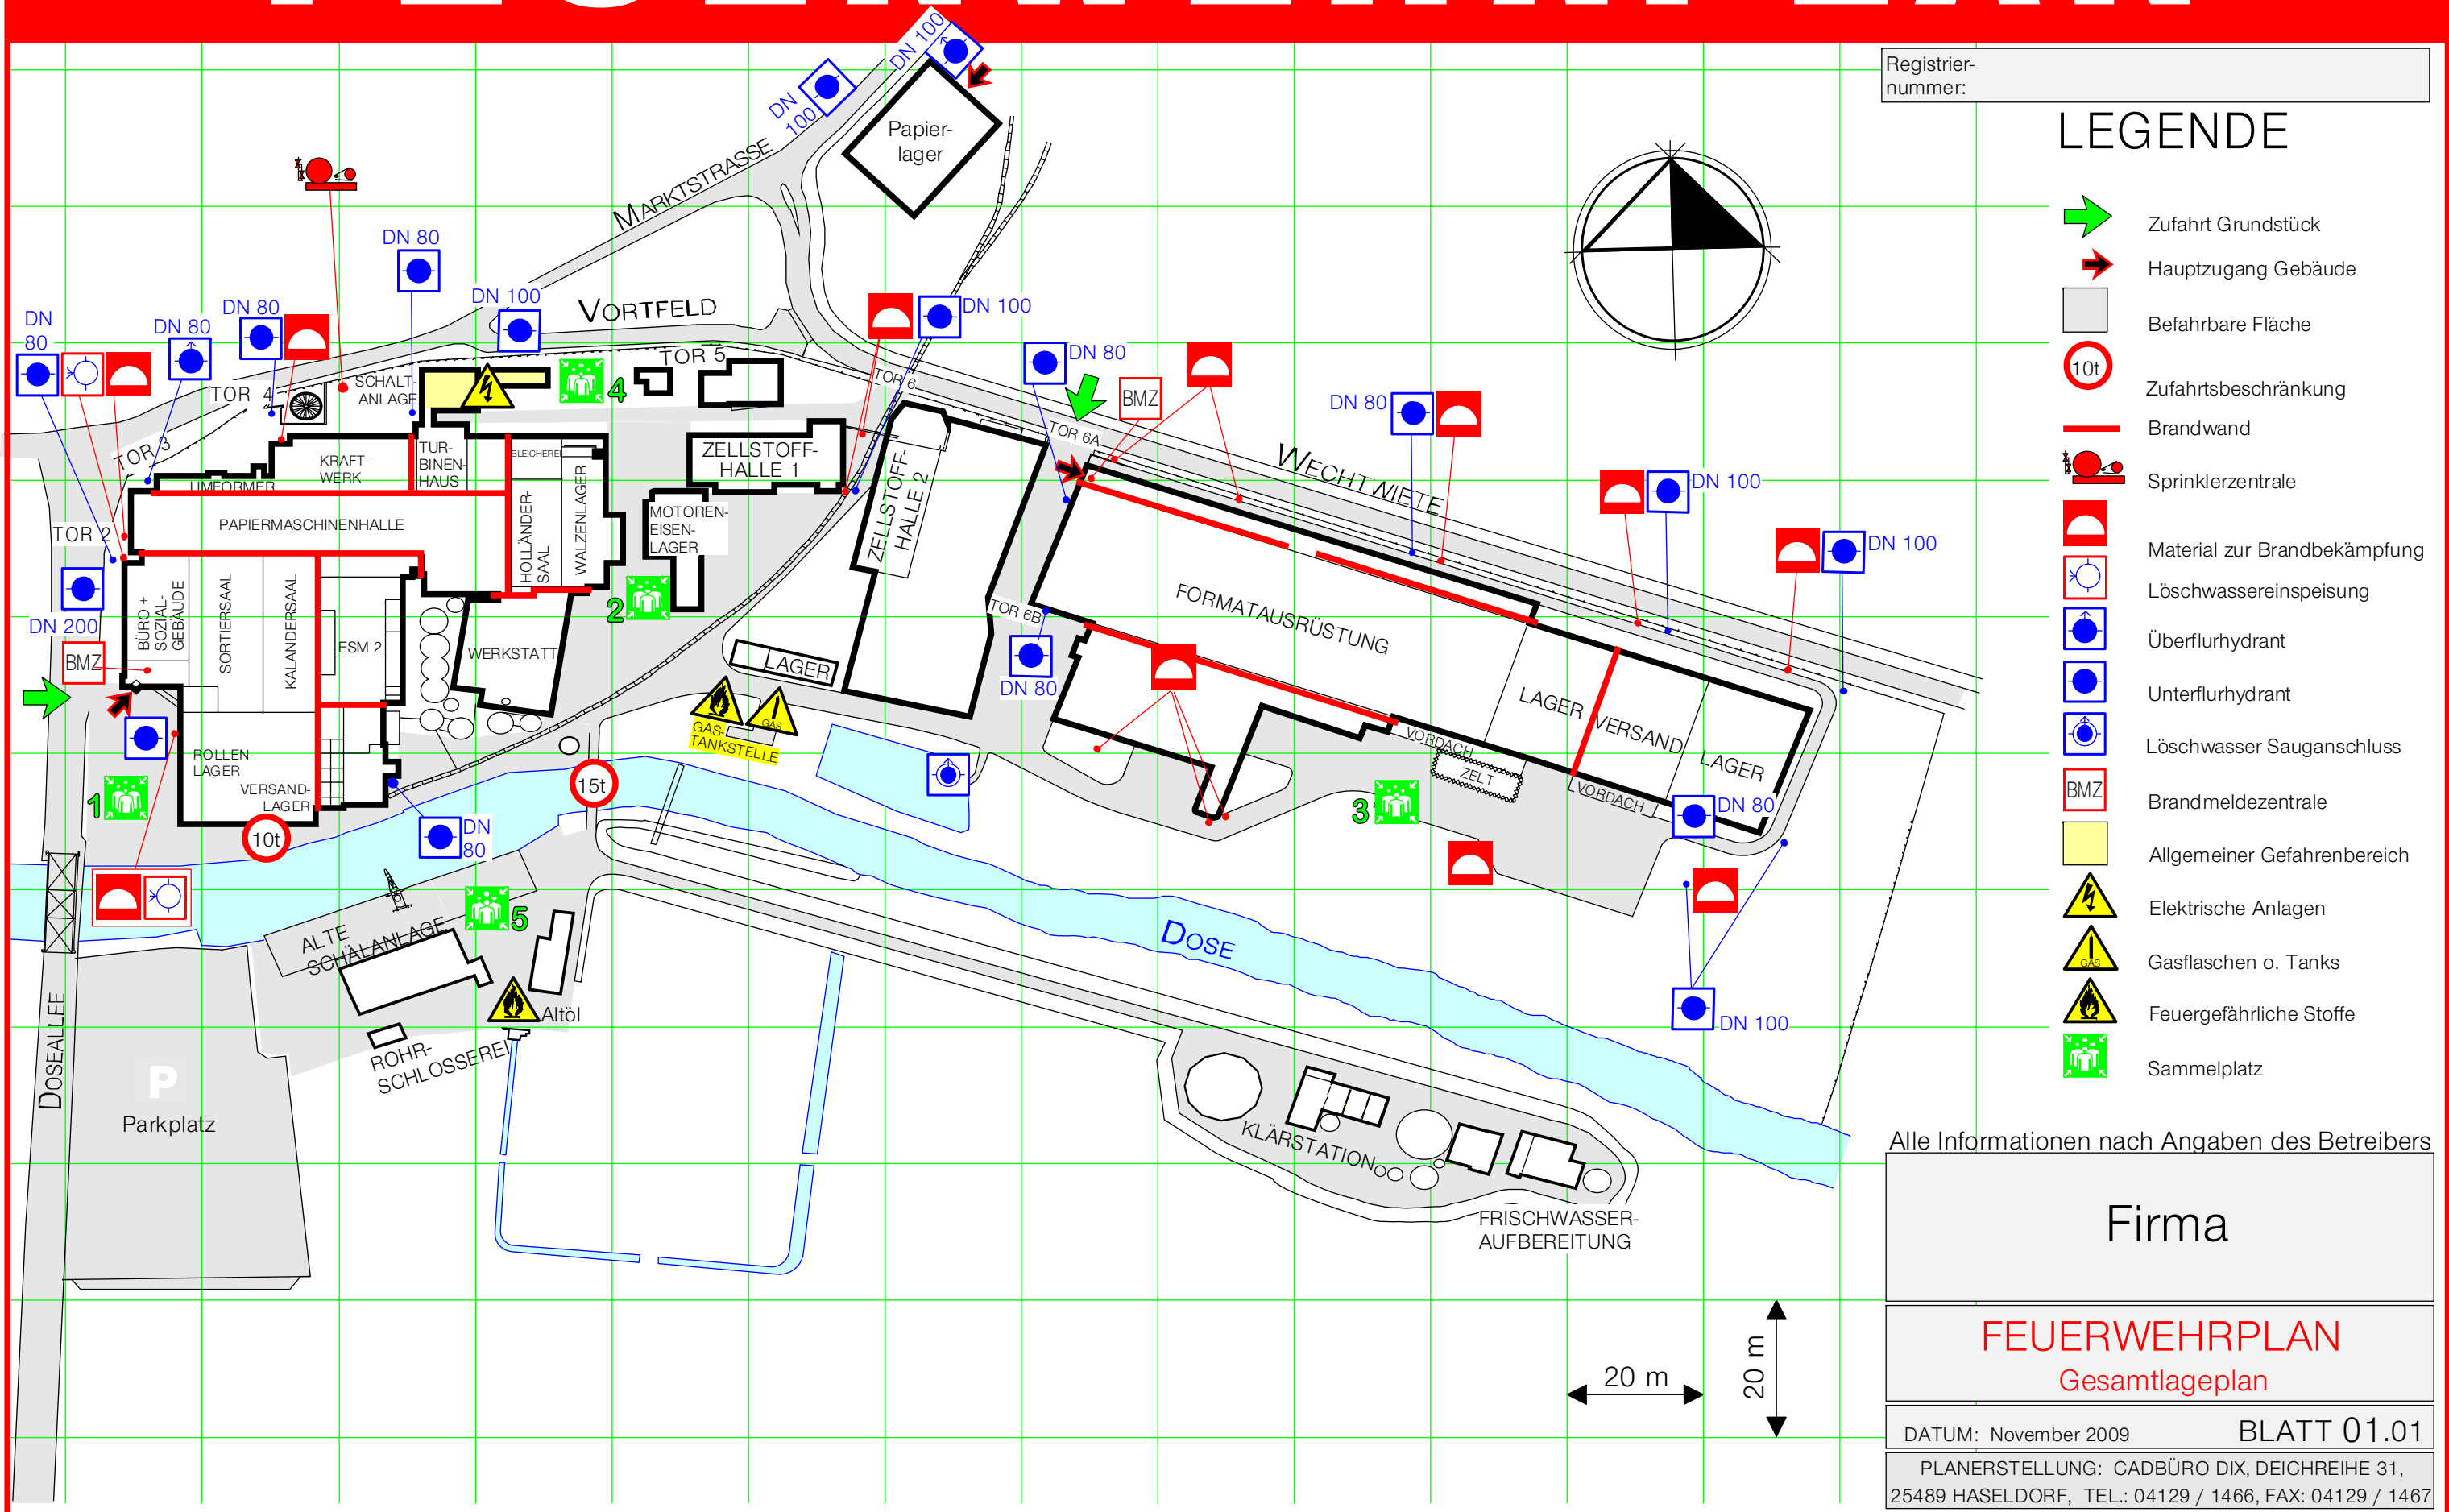 FEUERWEHRPLAN
Registrier-
nummer:
LEGENDE
Zufahrt Grundstück
Hauptzugang Gebäude
Befahrbare Fläche
10t
Zufahrtsbeschränkung
Brandwand
Sprinklerzentrale
Material zur Brandbekämpfung
Löschwassereinspeisung
Überflurhydrant
Unterflurhydrant
Löschwasser Sauganschluss
BMZ
Brandmeldezentrale
Allgemeiner Gefahrenbereich
Elektrische Anlagen
GAS
Gasflaschen o. Tanks
Feuergefährliche Stoffe
Sammelplatz
Alle Informationen nach Angaben des Betreibers
Firma
FEUERWEHRPLAN
Gesamtlageplan
DATUM: November 2009
BLATT 01.01
PLANERSTELLUNG: CADBÜRO DIX, DEICHREIHE 31,
25489 HASELDORF, TEL.: 04129 / 1466, FAX: 04129 / 1467
DN 100
DN
100
Papier-
lager
MARKTSTRASSE
DN 80
DN 100
VORTFELD
DN 100
DN
80
DN 80
DN 80
TOR 5
TOR 6
DN 80
BMZ
TOR 6A
DN 80
WECHTWIETE
DN 100
DN 100
TOR 4
SCHALT-
ANLAGE
4
TOR 3
KRAFT-
WERK
TUR-
BINEN-
HAUS
BLEICHEREI
UMFORMER
PAPIERMASCHINENHALLE
HOLLÄNDER-
SAAL
WALZENLAGER
ZELLSTOFF-
HALLE 1
MOTOREN-
EISEN-
LAGER
ZELLSTOFF-
HALLE 2
TOR 2
DN 200
BMZ
BÜRO +
SOZIAL-
GEBÄUDE
SORTIERSAAL
KALANDERSAAL
ESM 2
WERKSTATT
2
LAGER
TOR 6B
DN 80
FORMATAUSRÜSTUNG
LAGER
VERSAND
LAGER
VORDACH
ZELT
VORDACH
3
DN 80
DN 100
GAS
GAS-
TANKSTELLE
ROLLEN-
LAGER
VERSAND-
LAGER
1
10t
15t
DN
80
DOSE
5
ALTE
SCHÄLANLAGE
Altöl
ROHR-
SCHLOSSEREI
DOSEALLEE
P
Parkplatz
KLÄRSTATION
FRISCHWASSER-
AUFBEREITUNG
20 m
20 m